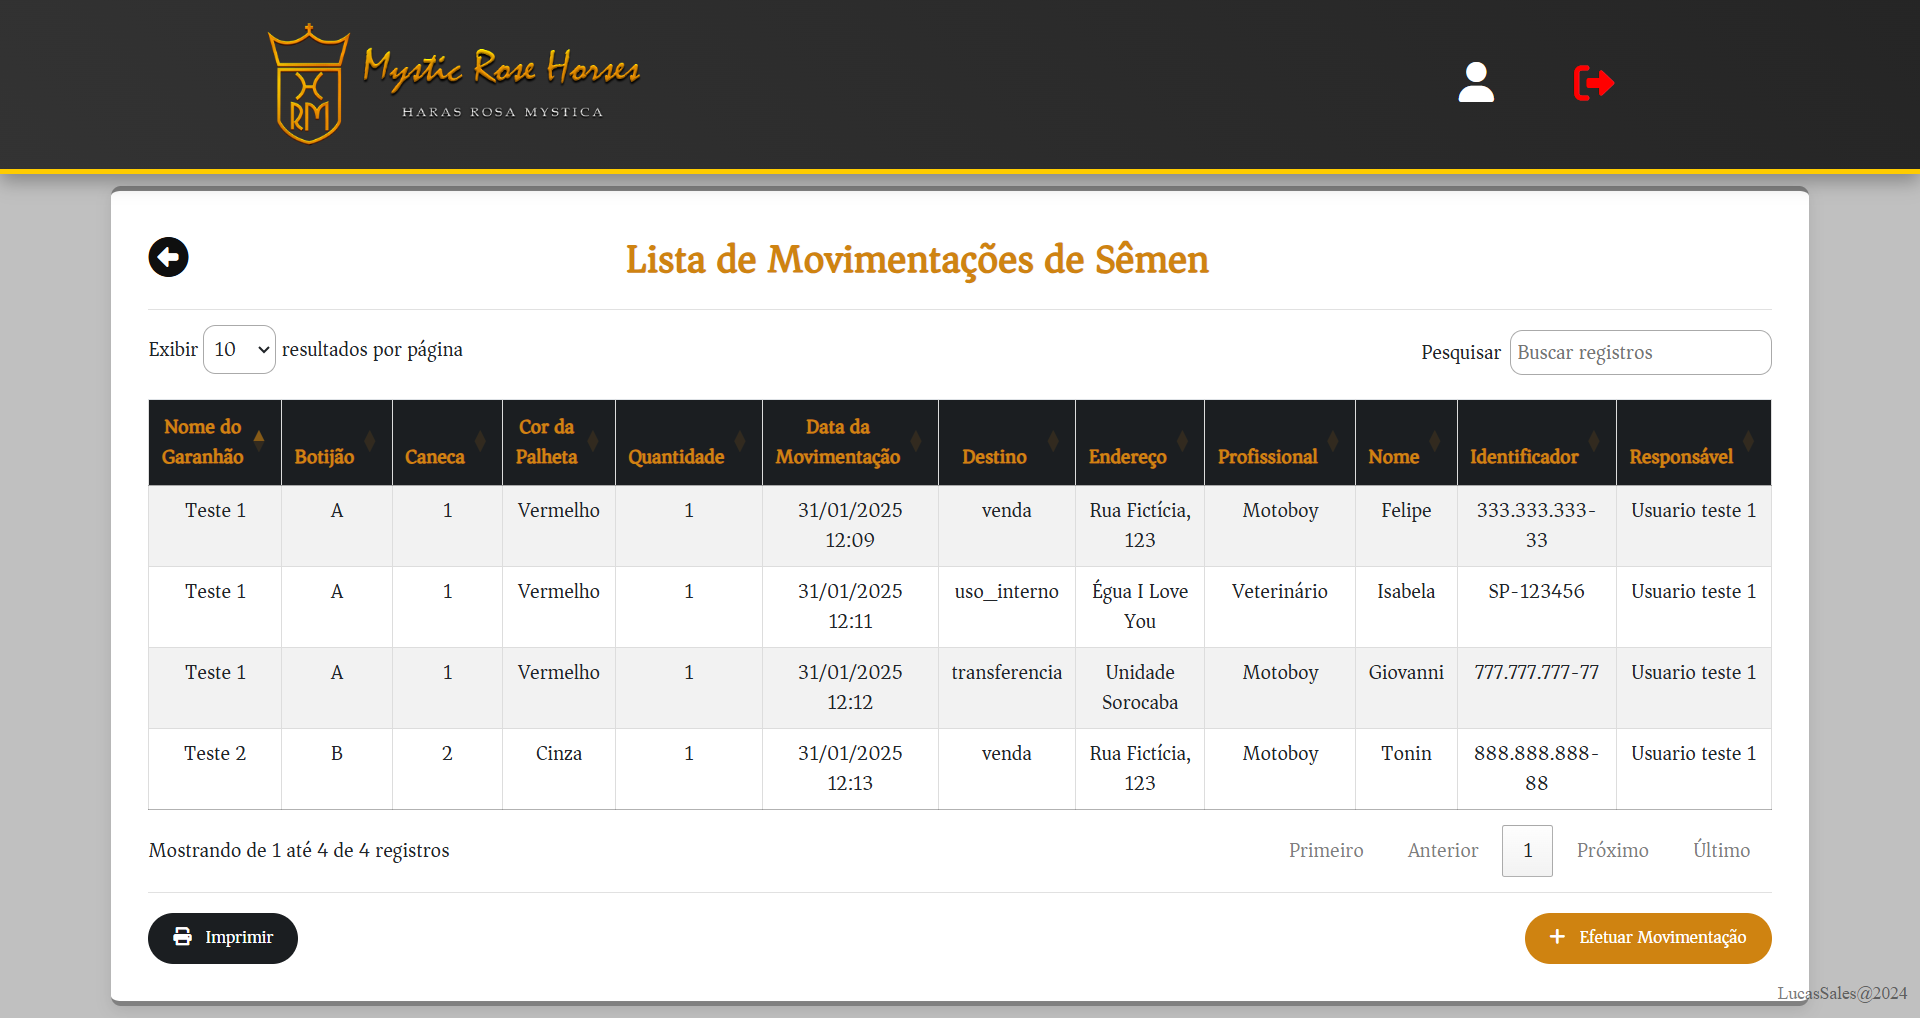 Mystic Rose Horses
HARAS ROSA MYSTICA
RM
Lista de Movimentações de Sêmen
Exibir 10 resultados por página
Pesquisar Buscar registros
Nome do Garanhão Botijão Caneca Cor da Palheta Quantidade Data da Movimentação Destino Endereço Profissional Nome Identificador Responsável
Teste 1 A 1 Vermelho 1 31/01/2025 12:09 venda Rua Fictícia, 123 Motoboy Felipe 333.333.333-33 Usuario teste 1
Teste 1 A 1 Vermelho 1 31/01/2025 12:11 uso_interno Égua I Love You Veterinário Isabela SP-123456 Usuario teste 1
Teste 1 A 1 Vermelho 1 31/01/2025 12:12 transferencia Unidade Sorocaba Motoboy Giovanni 777.777.777-77 Usuario teste 1
Teste 2 B 2 Cinza 1 31/01/2025 12:13 venda Rua Fictícia, 123 Motoboy Tonin 888.888.888-88 Usuario teste 1
Mostrando de 1 até 4 de 4 registros
Primeiro Anterior 1 Próximo Último
Imprimir
Efetuar Movimentação
LucasSales@2024